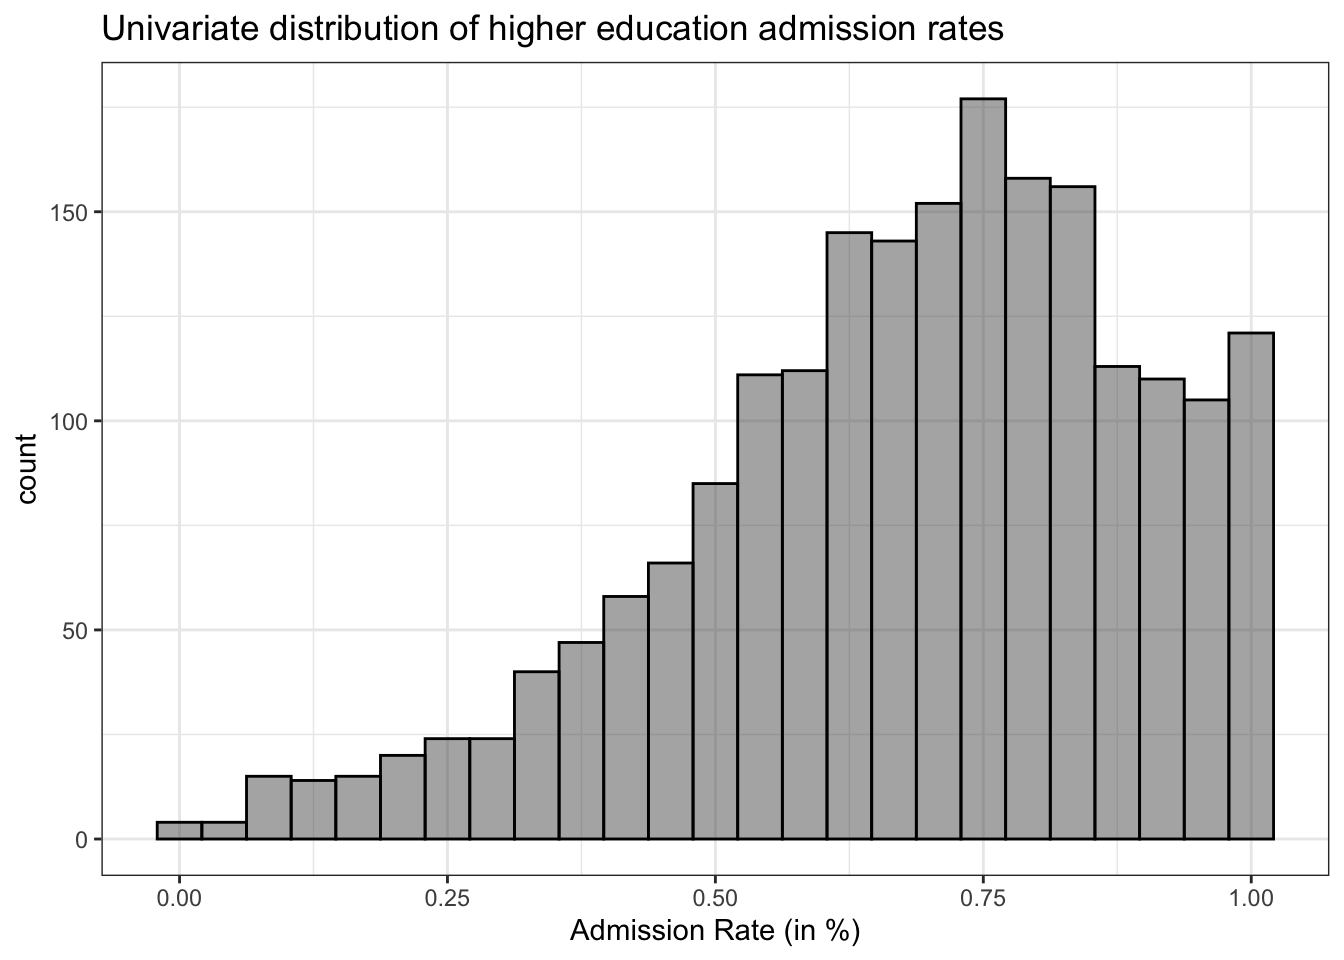 Univariate distribution of higher education admission rates
150
100
50
0
count
0.00 0.25 0.50 0.75 1.00
Admission Rate (in %)